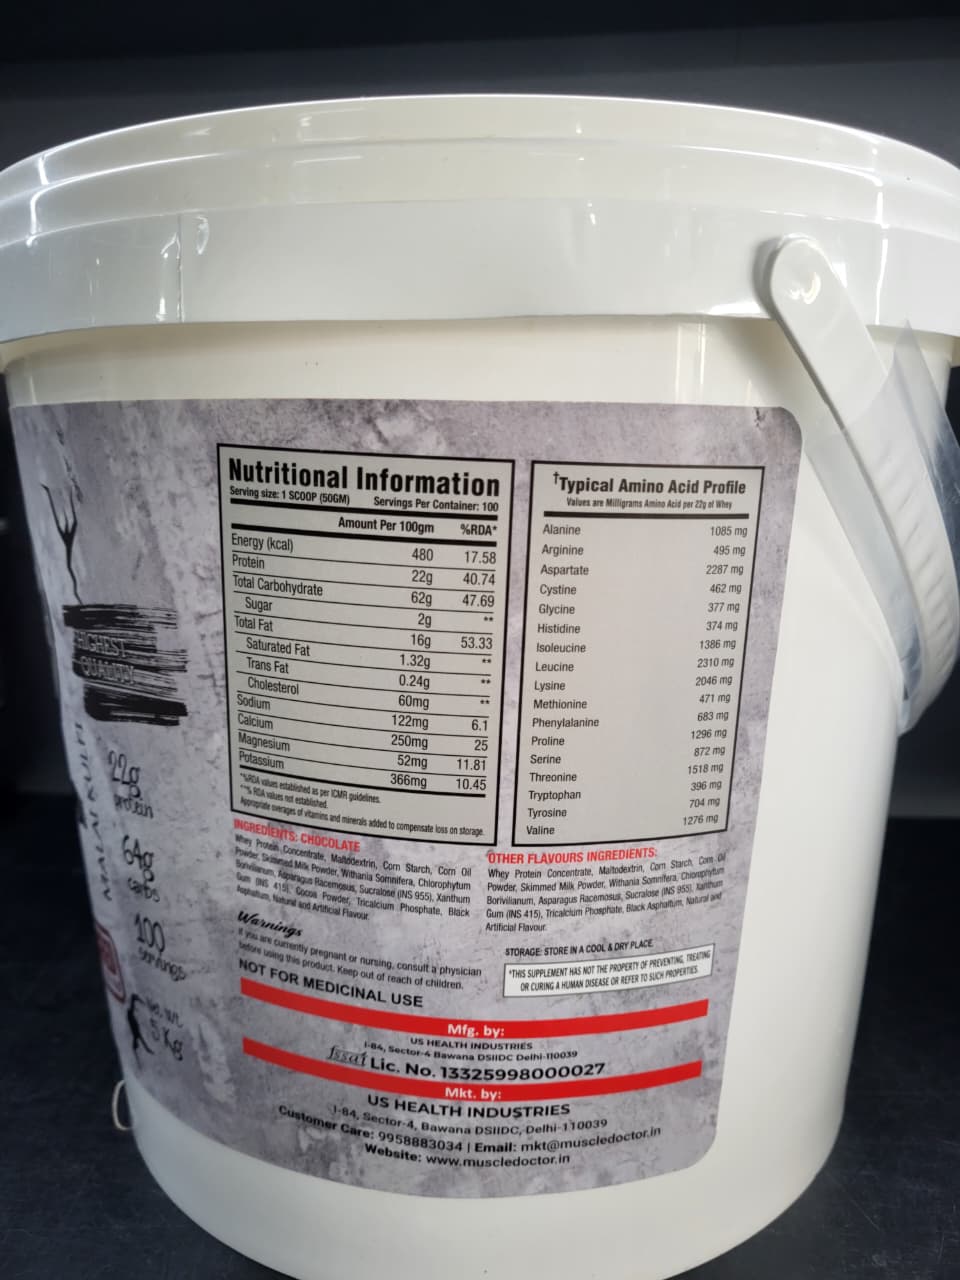 HIGHEST
QUALITY
MALAI KULFI
22g
protein
64g
carbs
100
servings
5 Kg
Nutritional Information
Serving size: 1 SCOOP (50GM) Servings Per Container: 100
Amount Per 100gm %RDA*
Energy (kcal) 480 17.58
Protein 22g 40.74
Total Carbohydrate 62g 47.69
Sugar 2g **
Total Fat 16g 53.33
Saturated Fat 1.32g **
Trans Fat 0.24g **
Cholesterol 60mg **
Sodium 122mg 6.1
Calcium 250mg 25
Magnesium 52mg 11.81
Potassium 366mg 10.45
*%RDA values established as per ICMR guidelines.
**% RDA values not established.
Appropriate overages of vitamins and minerals added to compensate loss on storage.
†Typical Amino Acid Profile
Values are Milligrams Amino Acid per 22g of Whey
Alanine 1085 mg
Arginine 495 mg
Aspartate 2287 mg
Cystine 462 mg
Glycine 377 mg
Histidine 374 mg
Isoleucine 1386 mg
Leucine 2310 mg
Lysine 2046 mg
Methionine 471 mg
Phenylalanine 683 mg
Proline 1296 mg
Serine 872 mg
Threonine 1518 mg
Tryptophan 396 mg
Tyrosine 704 mg
Valine 1276 mg
INGREDIENTS: CHOCOLATE
Whey Protein Concentrate, Maltodextrin, Corn Starch, Corn Oil
Powder, Skimmed Milk Powder, Withania Somnifera, Chlorophytum
Borivilianum, Asparagus Racemosus, Sucralose (INS 955), Xanthum
Gum (INS 415), Cocoa Powder, Tricalcium Phosphate, Black
Asphaltum, Natural and Artificial Flavour.
OTHER FLAVOURS INGREDIENTS:
Whey Protein Concentrate, Maltodextrin, Corn Starch, Corn Oil
Powder, Skimmed Milk Powder, Withania Somnifera, Chlorophytum
Borivilianum, Asparagus Racemosus, Sucralose (INS 955), Xanthum
Gum (INS 415), Tricalcium Phosphate, Black Asphaltum, Natural and
Artificial Flavour.
Warnings
If you are currently pregnant or nursing, consult a physician
before using this product. Keep out of reach of children.
NOT FOR MEDICINAL USE
STORAGE: STORE IN A COOL & DRY PLACE
*THIS SUPPLEMENT HAS NOT THE PROPERTY OF PREVENTING, TREATING
OR CURING A HUMAN DISEASE OR REFER TO SUCH PROPERTIES.
Mfg. by:
US HEALTH INDUSTRIES
I-84, Sector-4 Bawana DSIIDC Delhi-110039
fssai Lic. No. 13325998000027
Mkt. by:
US HEALTH INDUSTRIES
I-84, Sector-4, Bawana DSIIDC, Delhi-110039
Customer Care: 9958883034 | Email: mkt@muscledoctor.in
Website: www.muscledoctor.in